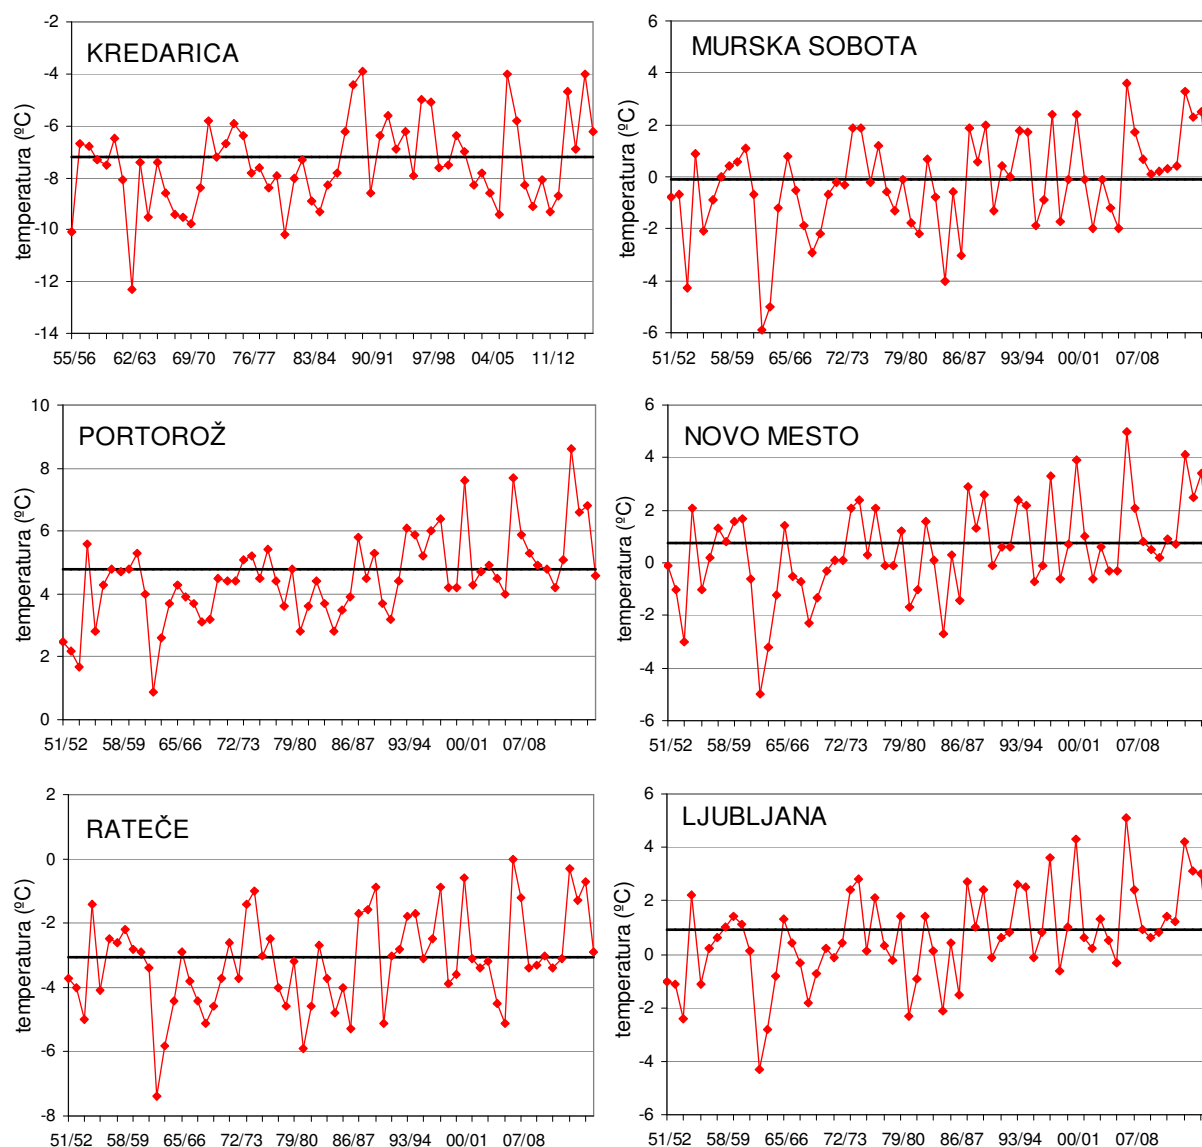 KREDARICA
temperatura (ºC)
-2
-4
-6
-8
-10
-12
-14
55/56 62/63 69/70 76/77 83/84 90/91 97/98 04/05 11/12
MURSKA SOBOTA
temperatura (ºC)
6
4
2
0
-2
-4
-6
51/52 58/59 65/66 72/73 79/80 86/87 93/94 00/01 07/08
PORTOROŽ
temperatura (ºC)
10
8
6
4
2
0
51/52 58/59 65/66 72/73 79/80 86/87 93/94 00/01 07/08
NOVO MESTO
temperatura (ºC)
6
4
2
0
-2
-4
-6
51/52 58/59 65/66 72/73 79/80 86/87 93/94 00/01 07/08
RATEČE
temperatura (ºC)
2
0
-2
-4
-6
-8
51/52 58/59 65/66 72/73 79/80 86/87 93/94 00/01 07/08
LJUBLJANA
temperatura (ºC)
6
4
2
0
-2
-4
-6
51/52 58/59 65/66 72/73 79/80 86/87 93/94 00/01 07/08